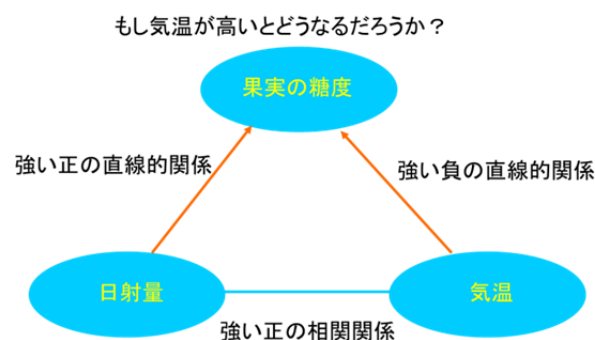 もし気温が高いとどうなるだろうか？
果実の糖度
強い正の直線的関係
強い負の直線的関係
日射量
気温
強い正の相関関係